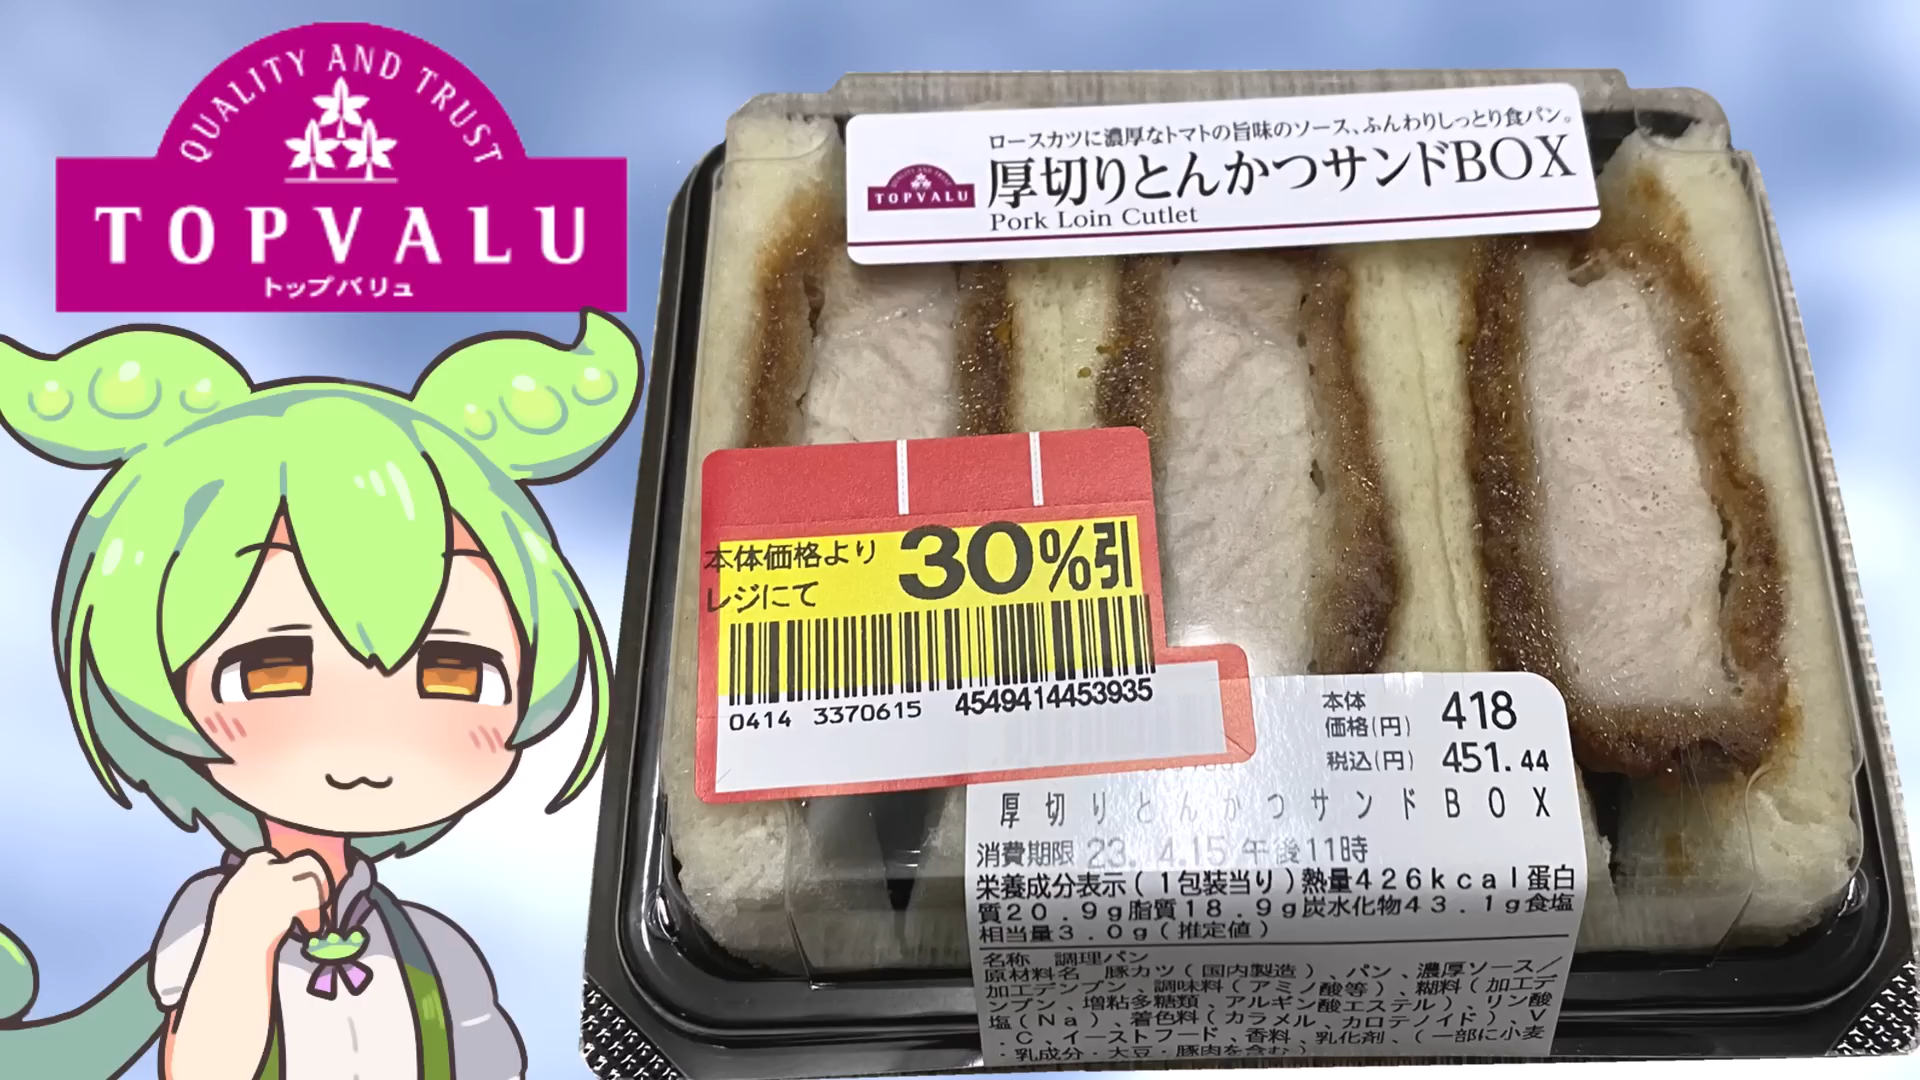 QUALITY AND TRUST
TOPVALU
トップバリュ
ロースカツに濃厚なトマトの旨味のソース、ふんわりしっとり食パン。
QUALITY AND TRUST
TOPVALU
厚切りとんかつサンドBOX
Pork Loin Cutlet
本体価格より
レジにて
30%引
0414 3370615 4549414453935
本体
価格(円) 418
税込(円) 451.44
厚切りとんかつサンドBOX
消費期限 23. 4.15 午後11時
栄養成分表示(1包装当り)熱量426kcal蛋白
質20.9g脂質18.9g炭水化物43.1g食塩
相当量3.0g(推定値)
名称 調理パン
原材料名 豚カツ(国内製造)、パン、濃厚ソース/
加工デンプン、調味料(アミノ酸等)、糊料(加工デ
ンプン、増粘多糖類、アルギン酸エステル)、リン酸
塩(Na)、着色料(カラメル、カロテノイド)、V
.C、イーストフード、香料、乳化剤、(一部に小麦
・乳成分・大豆・豚肉を含む)